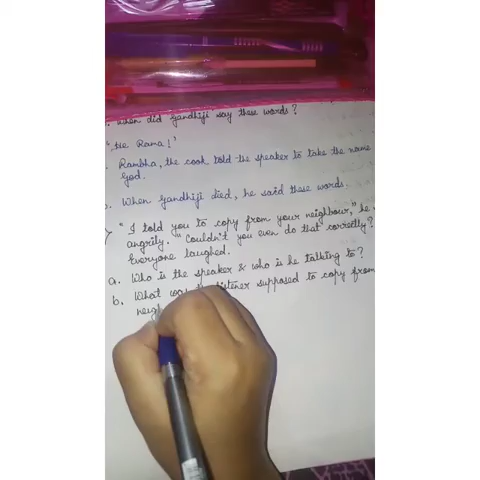 When did Gandhiji say these words?
Rama!"
Rambha, the cook told the speaker to take the name
God.
When Gandhiji died, he said these words.
"I told you to copy from your neighbour," he
angrily. "Couldn't you even do that correctly?
Everyone laughed.
a. Who is the speaker & who is he talking to?
b. What was listener supposed to copy from
neigh